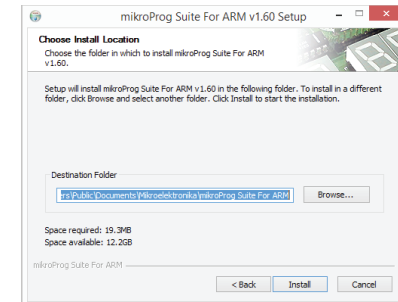 mikroProg Suite For ARM v1.60 Setup
Choose Install Location
Choose the folder in which to install mikroProg Suite For ARM
v1.60.
Setup will install mikroProg Suite For ARM v1.60 in the following folder. To install in a different
folder, click Browse and select another folder. Click Install to start the installation.
Destination Folder
rs\Public\Documents\Mikroelektronika\mikroProg Suite For ARM
Browse...
Space required: 19.3MB
Space available: 12.2GB
mikroProg Suite For ARM
< Back
Install
Cancel